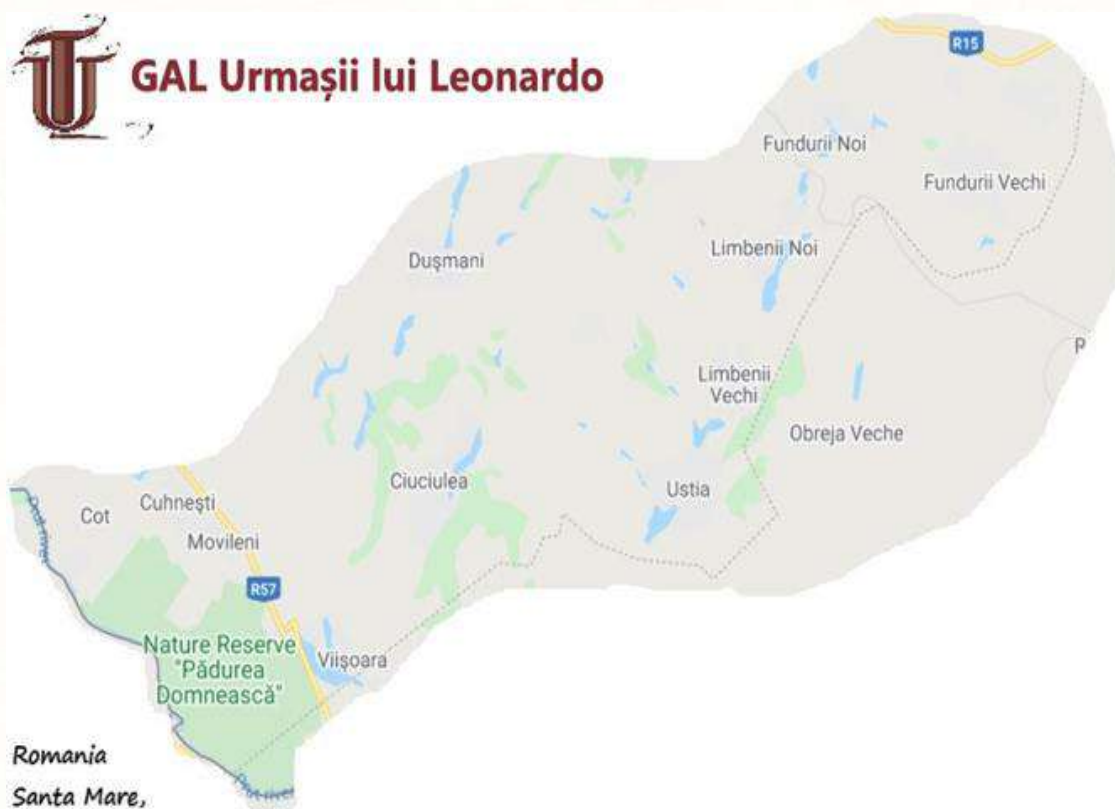 GAL Urmașii lui Leonardo
R15
Fundurii Noi
Fundurii Vechi
Limbenii Noi
Dușmani
P
Limbenii
Vechi
Obreja Veche
Ciuciulea
Ustia
Cuhnești
Cot
Movileni
R57
Nature Reserve
"Pădurea
Domnească"
Viișoara
Romania
Santa Mare,